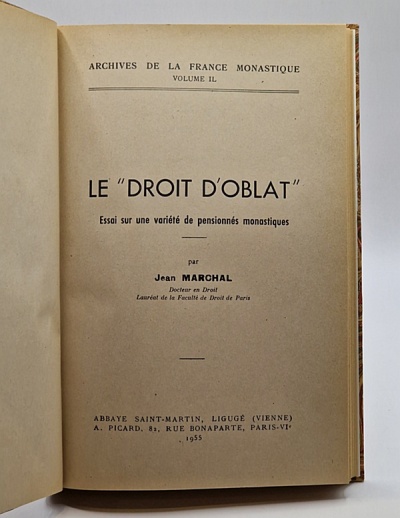 ARCHIVES DE LA FRANCE MONASTIQUE
VOLUME IL.
LE "DROIT D'OBLAT"
Essai sur une variété de pensionnés monastiques
par
Jean MARCHAL
Docteur en Droit
Lauréat de la Faculté de Droit de Paris
ABBAYE SAINT-MARTIN, LIGUGÉ (VIENNE)
A. PICARD, 82, RUE BONAPARTE, PARIS-VIe
1955